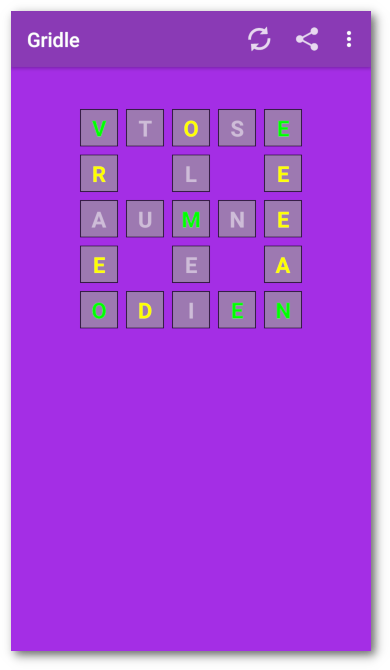 Gridle
V T O S E
R L E
A U M N E
E E A
O D I E N